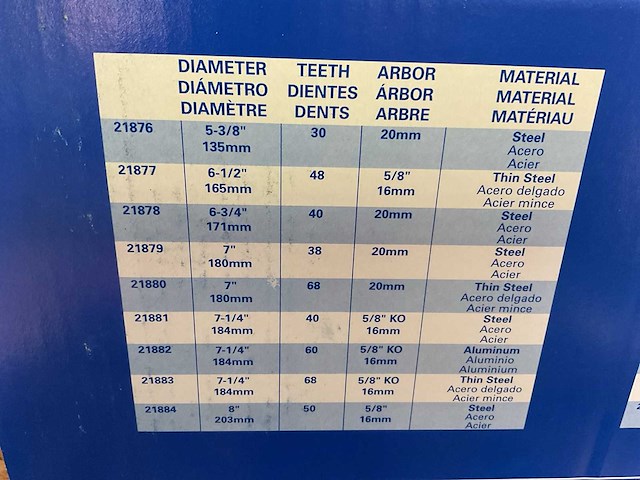 DIAMETER TEETH ARBOR MATERIAL
DIÁMETRO DIENTES ÁRBOR MATERIAL
DIAMÈTRE DENTS ARBRE MATÉRIAU
21876 5-3/8" 30 20mm Steel
135mm Acero
Acier
21877 6-1/2" 48 5/8" Thin Steel
165mm 16mm Acero delgado
Acier mince
21878 6-3/4" 40 20mm Steel
171mm Acero
Acier
21879 7" 38 20mm Steel
180mm Acero
Acier
21880 7" 68 20mm Thin Steel
180mm Acero delgado
Acier mince
21881 7-1/4" 40 5/8" KO Steel
184mm 16mm Acero
Acier
21882 7-1/4" 60 5/8" KO Aluminum
184mm 16mm Aluminio
Aluminium
21883 7-1/4" 68 5/8" KO Thin Steel
184mm 16mm Acero delgado
Acier mince
21884 8" 50 5/8" Steel
203mm 16mm Acero
Acier